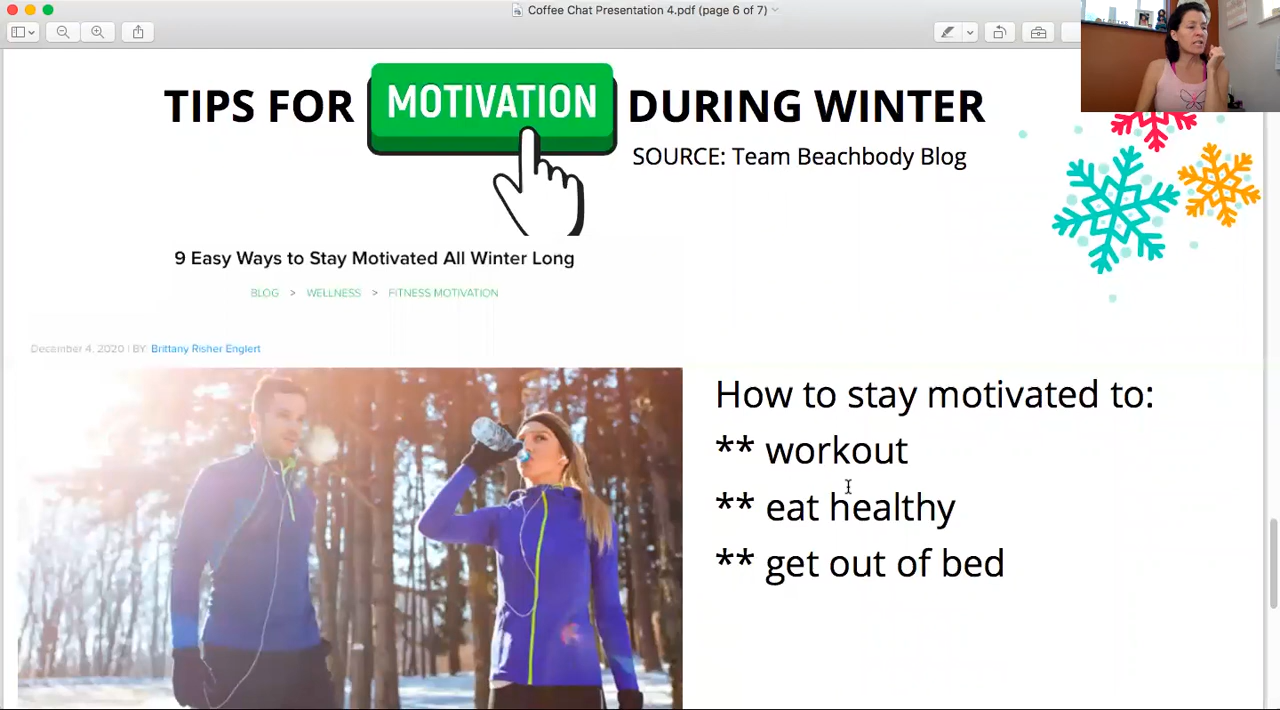 Coffee Chat Presentation 4.pdf (page 6 of 7)
TIPS FOR MOTIVATION DURING WINTER
SOURCE: Team Beachbody Blog
9 Easy Ways to Stay Motivated All Winter Long
BLOG > WELLNESS > FITNESS MOTIVATION
December 4, 2020 | BY: Brittany Risher Englert
How to stay motivated to:
** workout
** eat healthy
** get out of bed